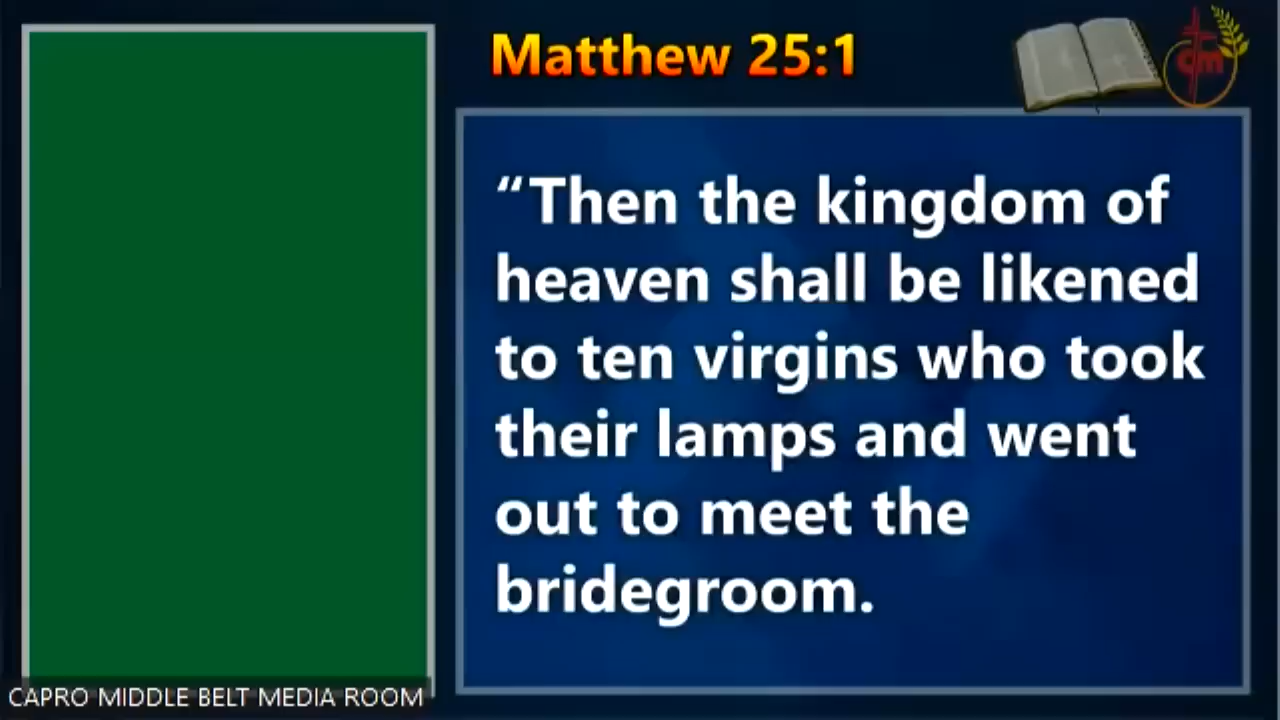 Matthew 25:1
cm
“Then the kingdom of
heaven shall be likened
to ten virgins who took
their lamps and went
out to meet the
bridegroom.
CAPRO MIDDLE BELT MEDIA ROOM